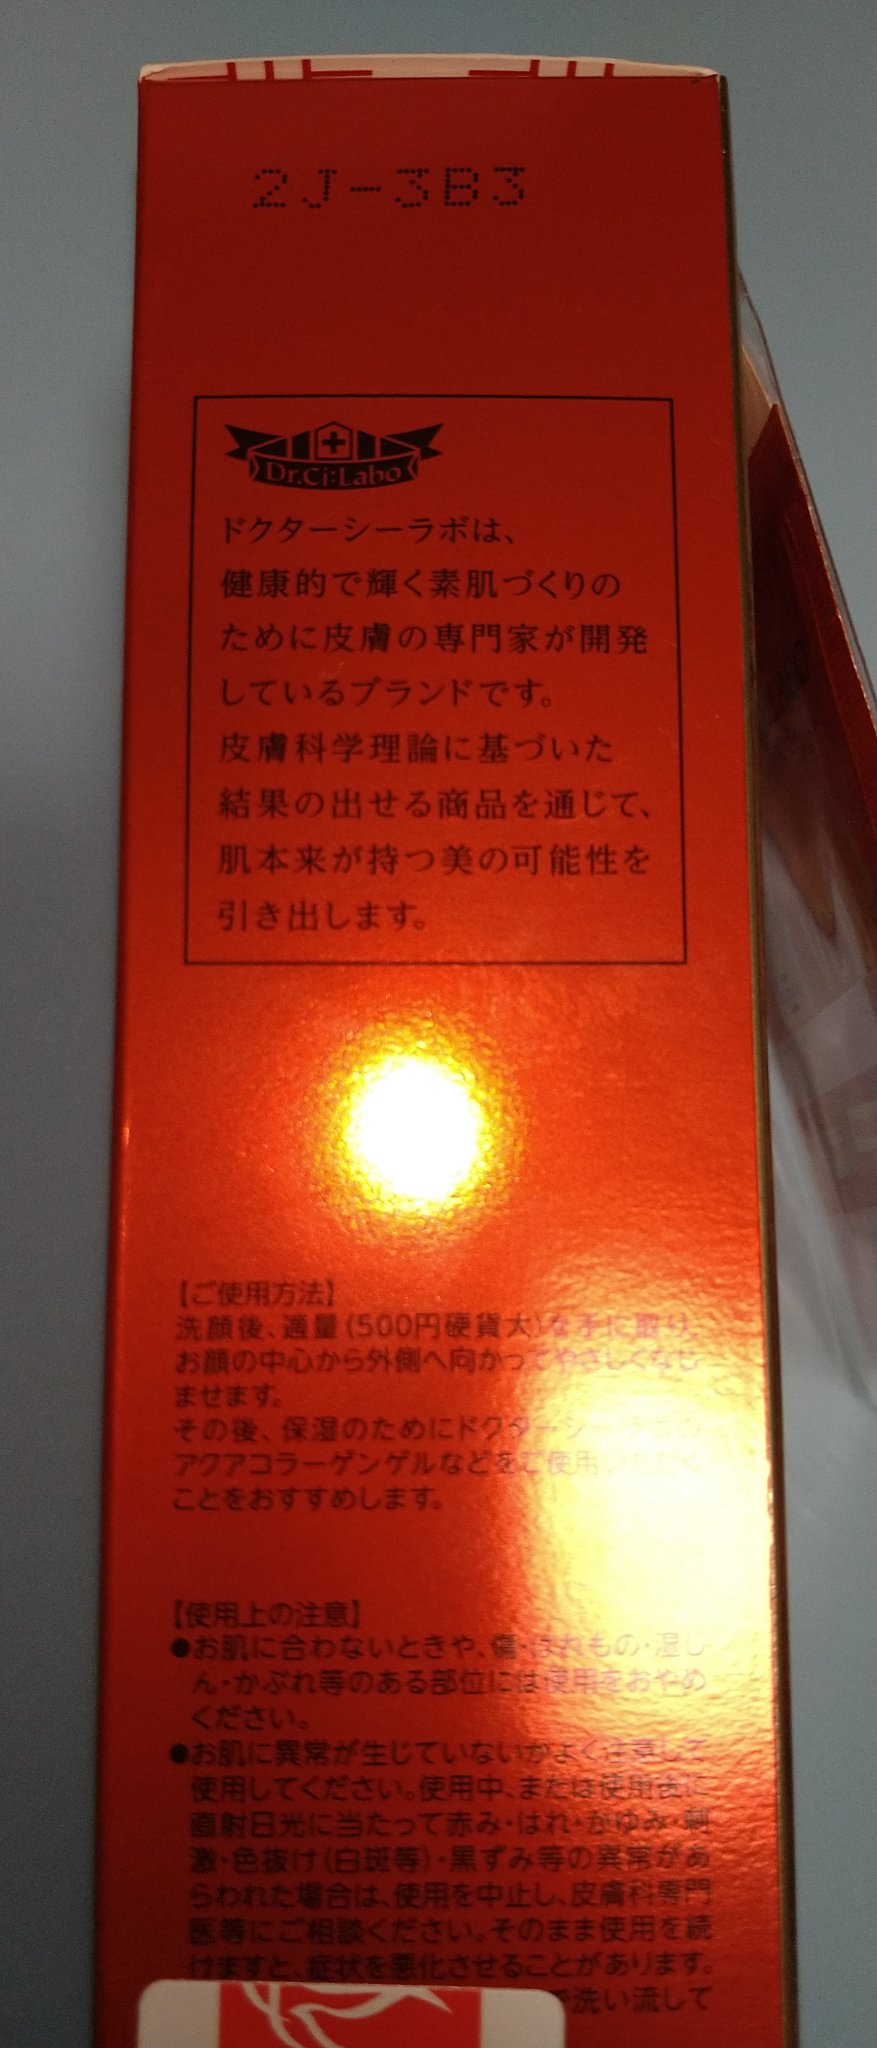 2J-3B3
Dr.Ci:Labo
ドクターシーラボは、
健康的で輝く素肌づくりの
ために皮膚の専門家が開発
しているブランドです。
皮膚科学理論に基づいた
結果の出せる商品を通じて、
肌本来が持つ美の可能性を
引き出します。
【ご使用方法】
洗顔後、適量(500円硬貨大)を手に取り、
お顔の中心から外側へ向かってやさしくなじ
ませます。
その後、保湿のためにドクターシーラボの
アクアコラーゲンゲルなどをご使用いただく
ことをおすすめします。
【使用上の注意】
●お肌に合わないときや、傷・はれもの・湿し
ん・かぶれ等のある部位には使用をおやめ
ください。
●お肌に異常が生じていないかよく注意して
使用してください。使用中、または使用後に
直射日光に当たって赤み・はれ・かゆみ・刺
激・色抜け(白斑等)・黒ずみ等の異常があ
らわれた場合は、使用を中止し、皮膚科専門
医等にご相談ください。そのまま使用を続
けますと、症状を悪化させることがあります。
で洗い流して